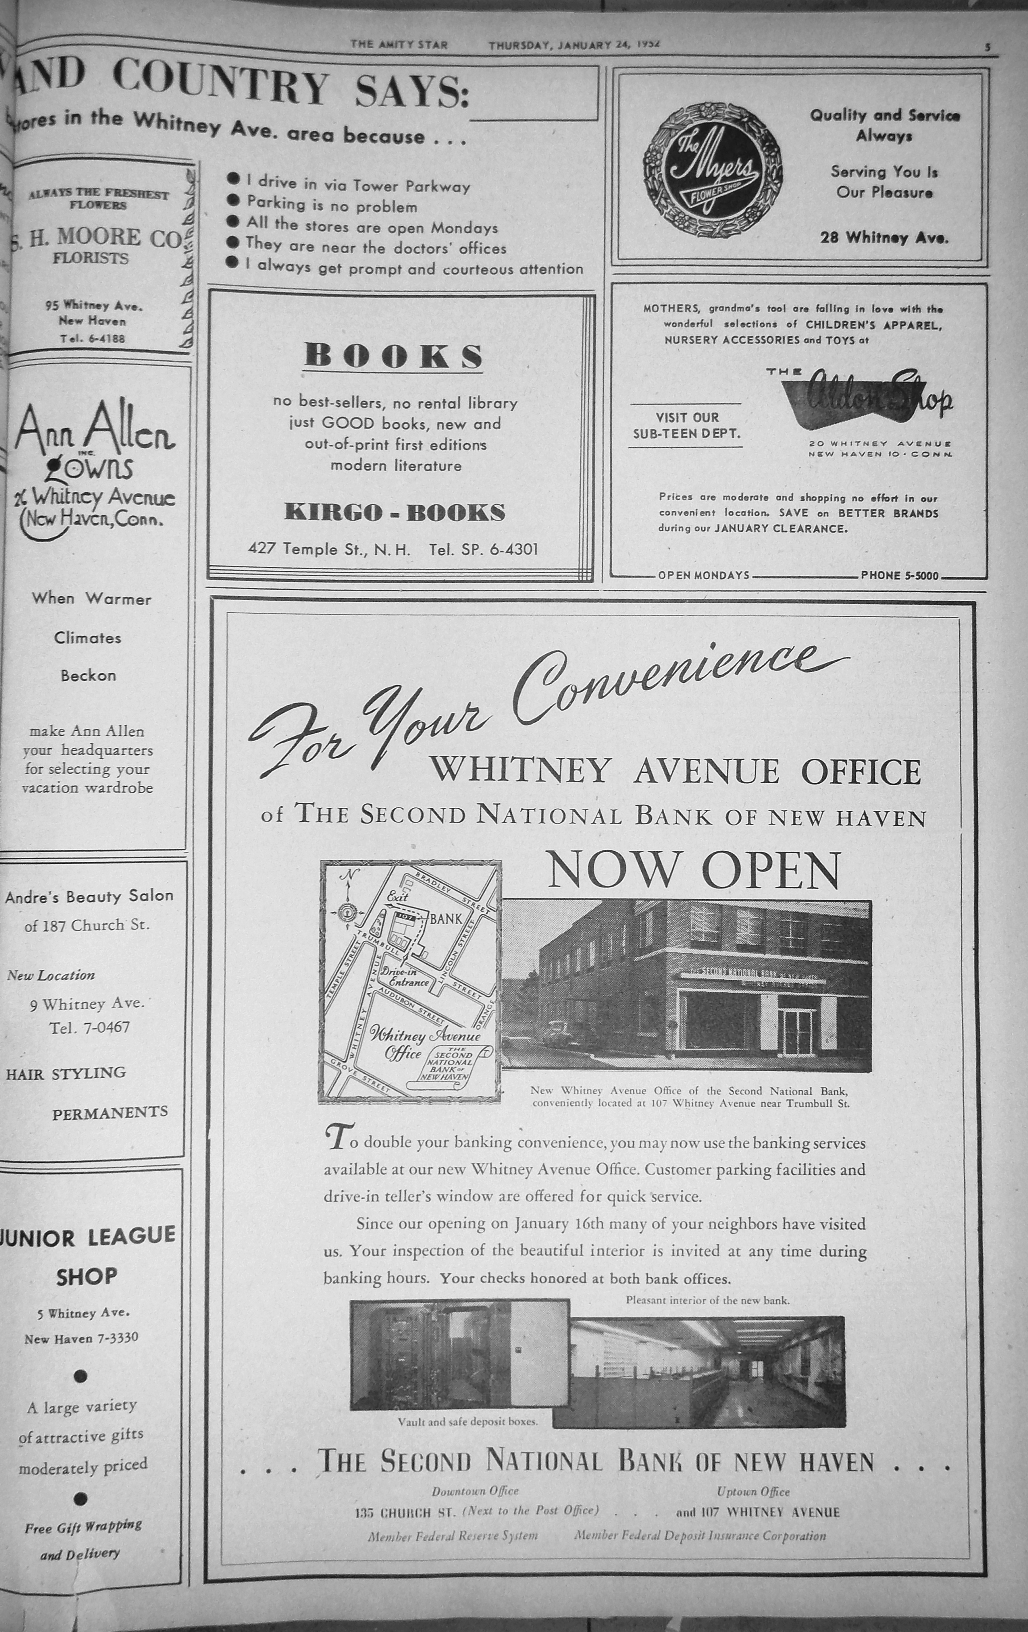 THE AMITY STAR THURSDAY, JANUARY 24, 1952 5
AND COUNTRY SAYS:
stores in the Whitney Ave. area because . . .
● I drive in via Tower Parkway
● Parking is no problem
● All the stores are open Mondays
● They are near the doctors' offices
● I always get prompt and courteous attention
ALWAYS THE FRESHEST
FLOWERS
S. H. MOORE CO.
FLORISTS
95 Whitney Ave.
New Haven
Tel. 6-4188
Ann Allen
INC.
gowns
Whitney Avenue
New Haven, Conn.
When Warmer
Climates
Beckon
make Ann Allen
your headquarters
for selecting your
vacation wardrobe
Andre's Beauty Salon
of 187 Church St.
New Location
9 Whitney Ave.
Tel. 7-0467
HAIR STYLING
PERMANENTS
JUNIOR LEAGUE
SHOP
5 Whitney Ave.
New Haven 7-3330
●
A large variety
of attractive gifts
moderately priced
●
Free Gift Wrapping
and Delivery
BOOKS
no best-sellers, no rental library
just GOOD books, new and
out-of-print first editions
modern literature
KIRGO - BOOKS
427 Temple St., N. H. Tel. SP. 6-4301
The
Myers
FLOWER SHOP
Quality and Service
Always
Serving You Is
Our Pleasure
28 Whitney Ave.
MOTHERS, grandma's tool are falling in love with the
wonderful selections of CHILDREN'S APPAREL,
NURSERY ACCESSORIES and TOYS at
THE
Aldon Shop
VISIT OUR
SUB-TEEN DEPT.
20 WHITNEY AVENUE
NEW HAVEN 10 · CONN.
Prices are moderate and shopping no effort in our
convenient location. SAVE on BETTER BRANDS
during our JANUARY CLEARANCE.
OPEN MONDAYS PHONE 5-5000
For Your Convenience
WHITNEY AVENUE OFFICE
of THE SECOND NATIONAL BANK OF NEW HAVEN
NOW OPEN
N
BRADLEY STREET
Exit
107
BANK
TRUMBULL STREET
LINCOLN STREET
TEMPLE STREET
Drive-in
Entrance
AUDUBON STREET
ORANGE
WHITNEY AVENUE
GROVE STREET
Whitney Avenue
Office
THE
SECOND
NATIONAL
BANK OF
NEW HAVEN
THE SECOND NATIONAL BANK OF NEW HAVEN
WHITNEY AVENUE OFFICE
New Whitney Avenue Office of the Second National Bank,
conveniently located at 107 Whitney Avenue near Trumbull St.
To double your banking convenience, you may now use the banking services
available at our new Whitney Avenue Office. Customer parking facilities and
drive-in teller's window are offered for quick service.
Since our opening on January 16th many of your neighbors have visited
us. Your inspection of the beautiful interior is invited at any time during
banking hours. Your checks honored at both bank offices.
Pleasant interior of the new bank.
Vault and safe deposit boxes.
. . . THE SECOND NATIONAL BANK OF NEW HAVEN . . .
Downtown Office Uptown Office
135 CHURCH ST. (Next to the Post Office) . . . and 107 WHITNEY AVENUE
Member Federal Reserve System Member Federal Deposit Insurance Corporation